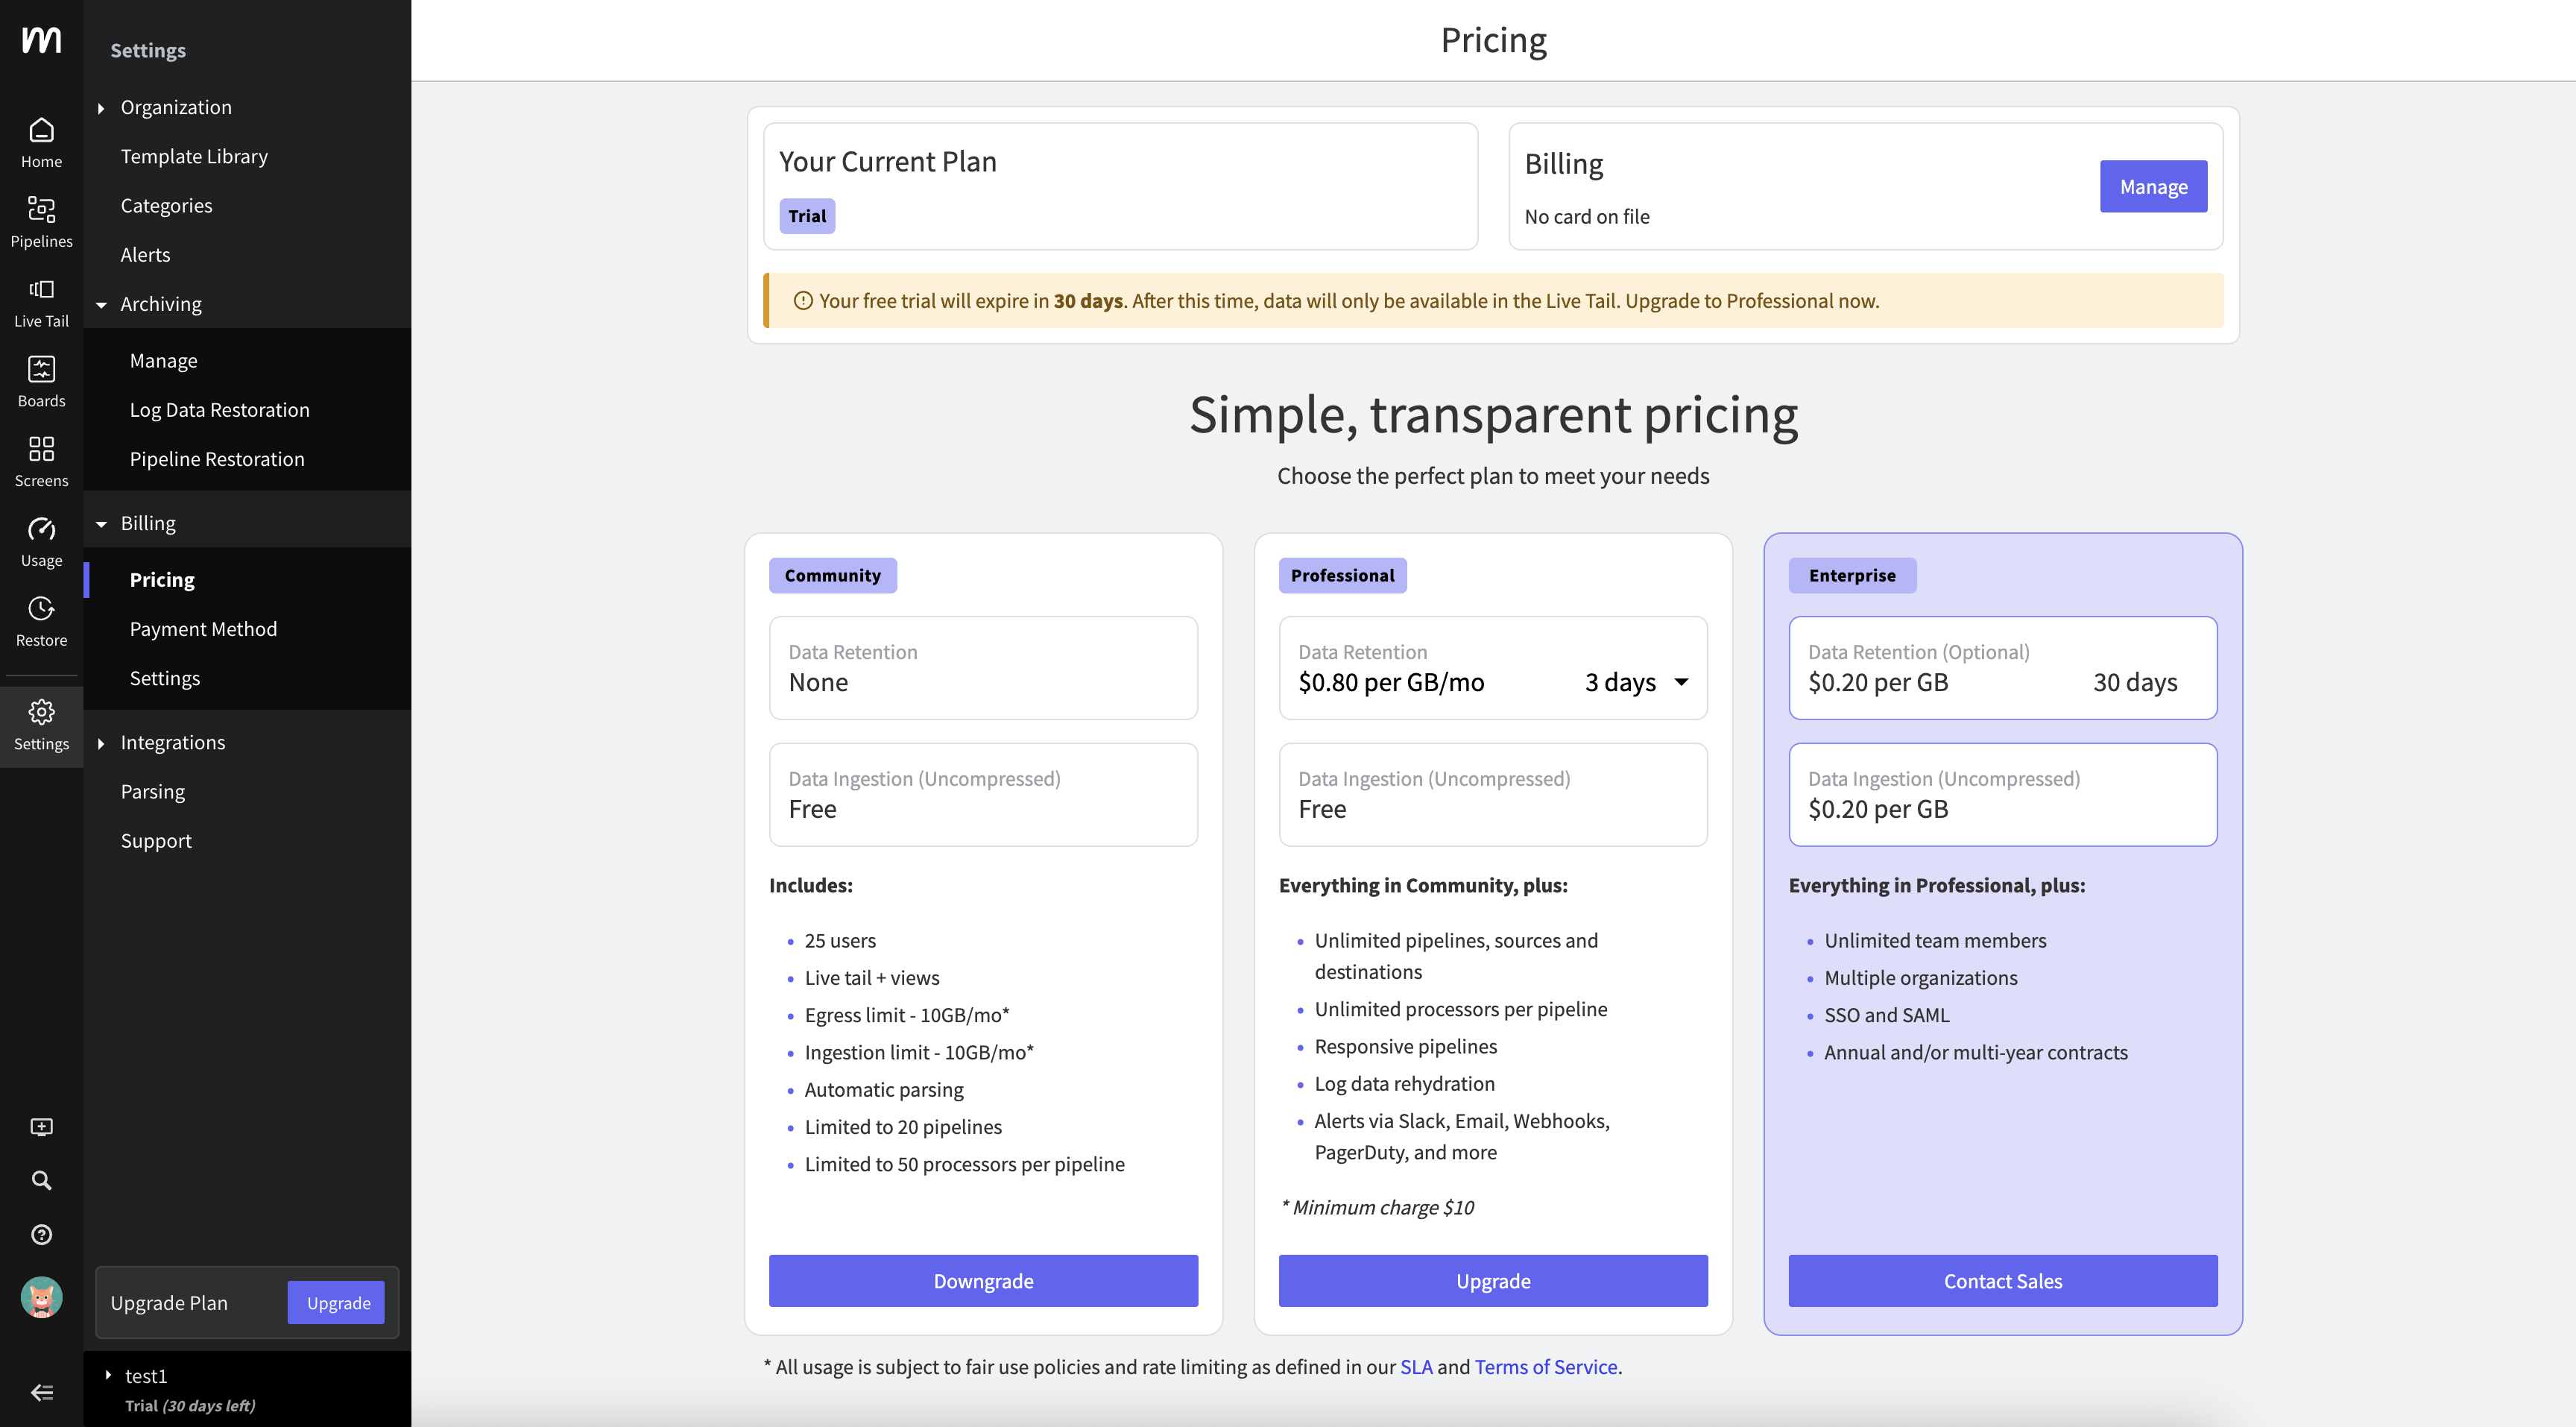 m
Home
Pipelines
Live Tail
Boards
Screens
Usage
Restore
Settings
Settings
Organization
Template Library
Categories
Alerts
Archiving
Manage
Log Data Restoration
Pipeline Restoration
Billing
Pricing
Payment Method
Settings
Integrations
Parsing
Support
Upgrade Plan
Upgrade
test1
Trial (30 days left)
Pricing
Your Current Plan
Trial
Billing
No card on file
Manage
Your free trial will expire in 30 days. After this time, data will only be available in the Live Tail. Upgrade to Professional now.
Simple, transparent pricing
Choose the perfect plan to meet your needs
Community
Data Retention
None
Data Ingestion (Uncompressed)
Free
Includes:
25 users
Live tail + views
Egress limit - 10GB/mo*
Ingestion limit - 10GB/mo*
Automatic parsing
Limited to 20 pipelines
Limited to 50 processors per pipeline
Downgrade
Professional
Data Retention
$0.80 per GB/mo 3 days
Data Ingestion (Uncompressed)
Free
Everything in Community, plus:
Unlimited pipelines, sources and
destinations
Unlimited processors per pipeline
Responsive pipelines
Log data rehydration
Alerts via Slack, Email, Webhooks,
PagerDuty, and more
* Minimum charge $10
Upgrade
Enterprise
Data Retention (Optional)
$0.20 per GB 30 days
Data Ingestion (Uncompressed)
$0.20 per GB
Everything in Professional, plus:
Unlimited team members
Multiple organizations
SSO and SAML
Annual and/or multi-year contracts
Contact Sales
* All usage is subject to fair use policies and rate limiting as defined in our SLA and Terms of Service.